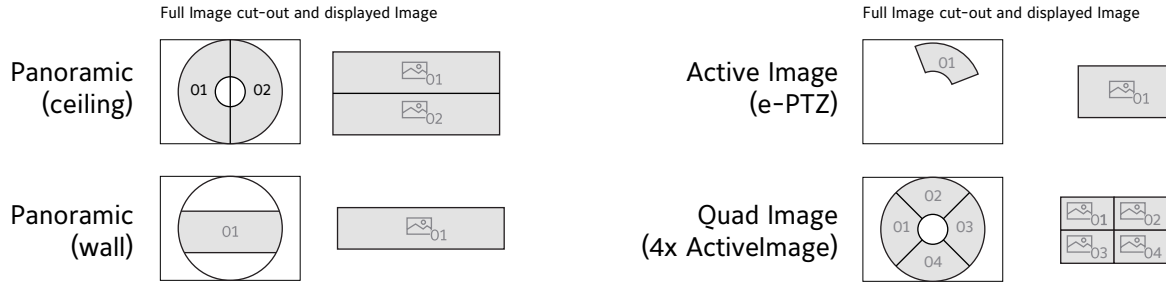 Full Image cut-out and displayed Image
Panoramic
(ceiling)
01 02
01
02
Panoramic
(wall)
01
01
Full Image cut-out and displayed Image
Active Image
(e-PTZ)
01
01
Quad Image
(4x ActiveImage)
02
01 03
04
01 02
03 04